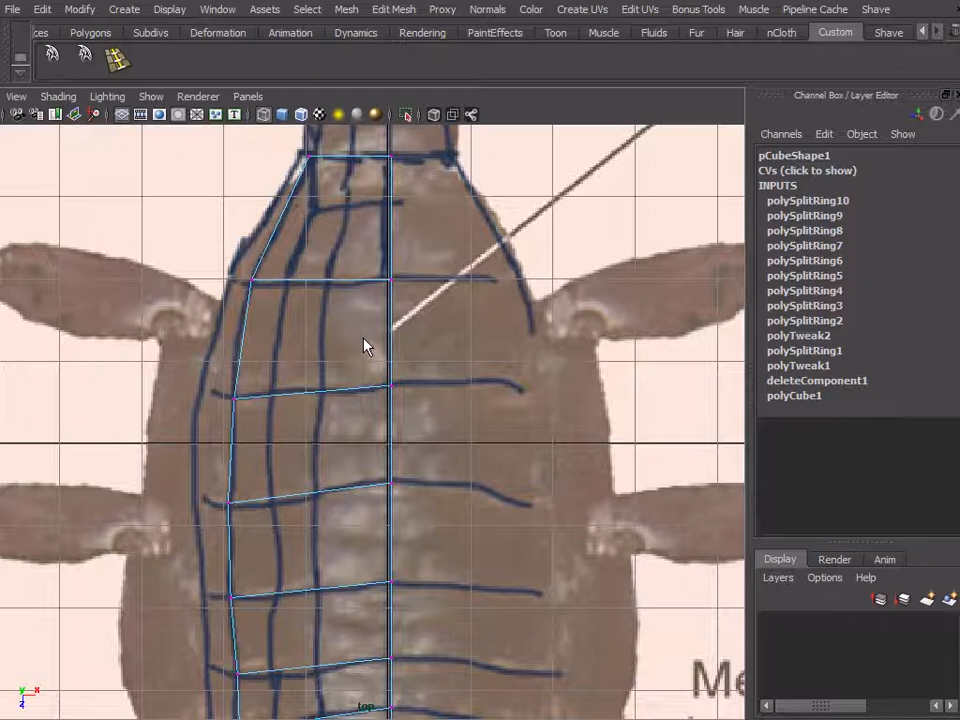 File Edit Modify Create Display Window Assets Select Mesh Edit Mesh Proxy Normals Color Create UVs Edit UVs Bonus Tools Muscle Pipeline Cache Shave
ces Polygons Subdivs Deformation Animation Dynamics Rendering PaintEffects Toon Muscle Fluids Fur Hair nCloth Custom Shave
View Shading Lighting Show Renderer Panels
Channel Box / Layer Editor
Channels Edit Object Show
pCubeShape1
CVs (click to show)
INPUTS
polySplitRing10
polySplitRing9
polySplitRing8
polySplitRing7
polySplitRing6
polySplitRing5
polySplitRing4
polySplitRing3
polySplitRing2
polyTweak2
polySplitRing1
polyTweak1
deleteComponent1
polyCube1
Display Render Anim
Layers Options Help
Me
y x
z
top